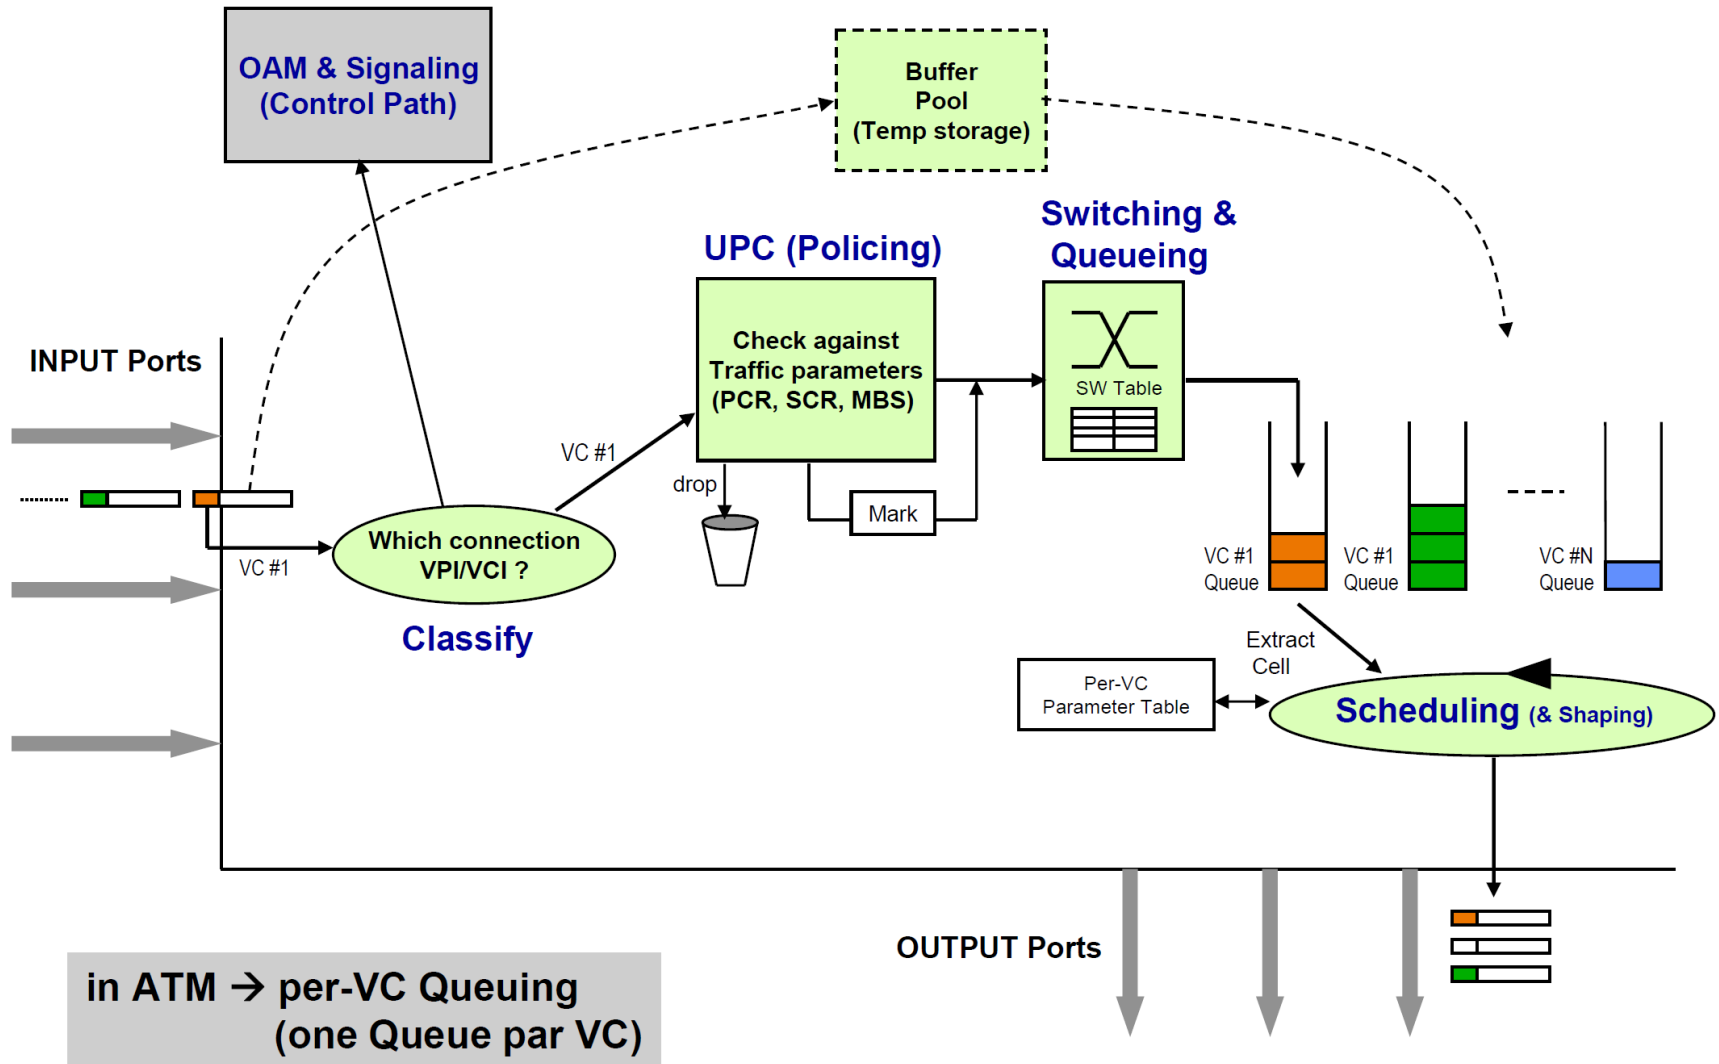 OAM & Signaling
(Control Path)
Buffer
Pool
(Temp storage)
Switching &
Queueing
UPC (Policing)
INPUT Ports
Check against
Traffic parameters
(PCR, SCR, MBS)
SW Table
VC #1
drop
Mark
Which connection
VPI/VCI ?
VC #1
Classify
VC #1
Queue
VC #1
Queue
VC #N
Queue
Extract
Cell
Per-VC
Parameter Table
Scheduling (& Shaping)
OUTPUT Ports
in ATM → per-VC Queuing
(one Queue par VC)